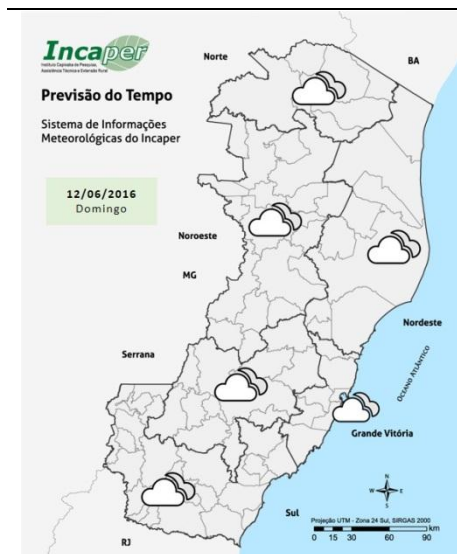 Incaper
Instituto Capixaba de Pesquisa,
Assistência Técnica e Extensão Rural
Previsão do Tempo
Sistema de Informações
Meteorológicas do Incaper
12/06/2016
Domingo
Norte
BA
Noroeste
MG
Nordeste
OCEANO ATLÂNTICO
Serrana
Grande Vitória
Sul
RJ
N
W
E
S
Projeção UTM - Zona 24 Sul, SIRGAS 2000
km
0 15 30 60 90